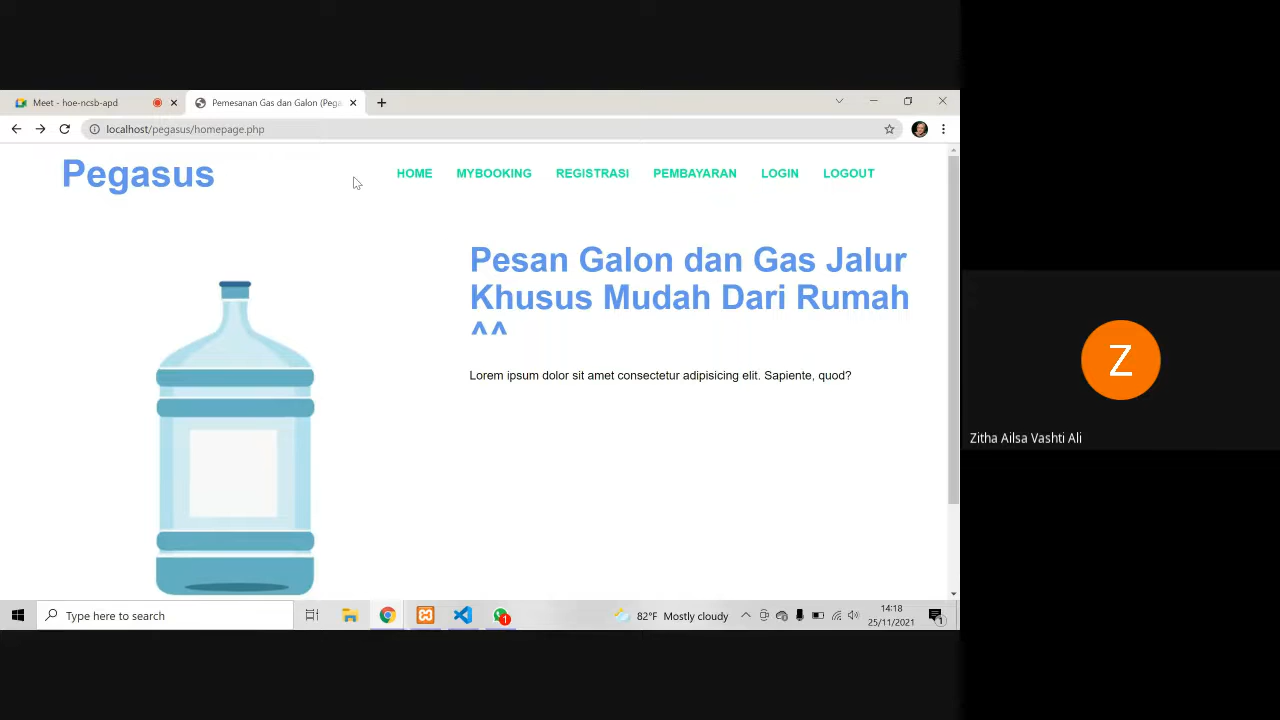 Meet - hoe-ncsb-apd
Pemesanan Gas dan Galon (Pega
localhost/pegasus/homepage.php
Pegasus
HOME MYBOOKING REGISTRASI PEMBAYARAN LOGIN LOGOUT
Pesan Galon dan Gas Jalur
Khusus Mudah Dari Rumah
^^
Lorem ipsum dolor sit amet consectetur adipisicing elit. Sapiente, quod?
Z
Zitha Ailsa Vashti Ali
Type here to search
1
82°F Mostly cloudy
14:18
25/11/2021
1